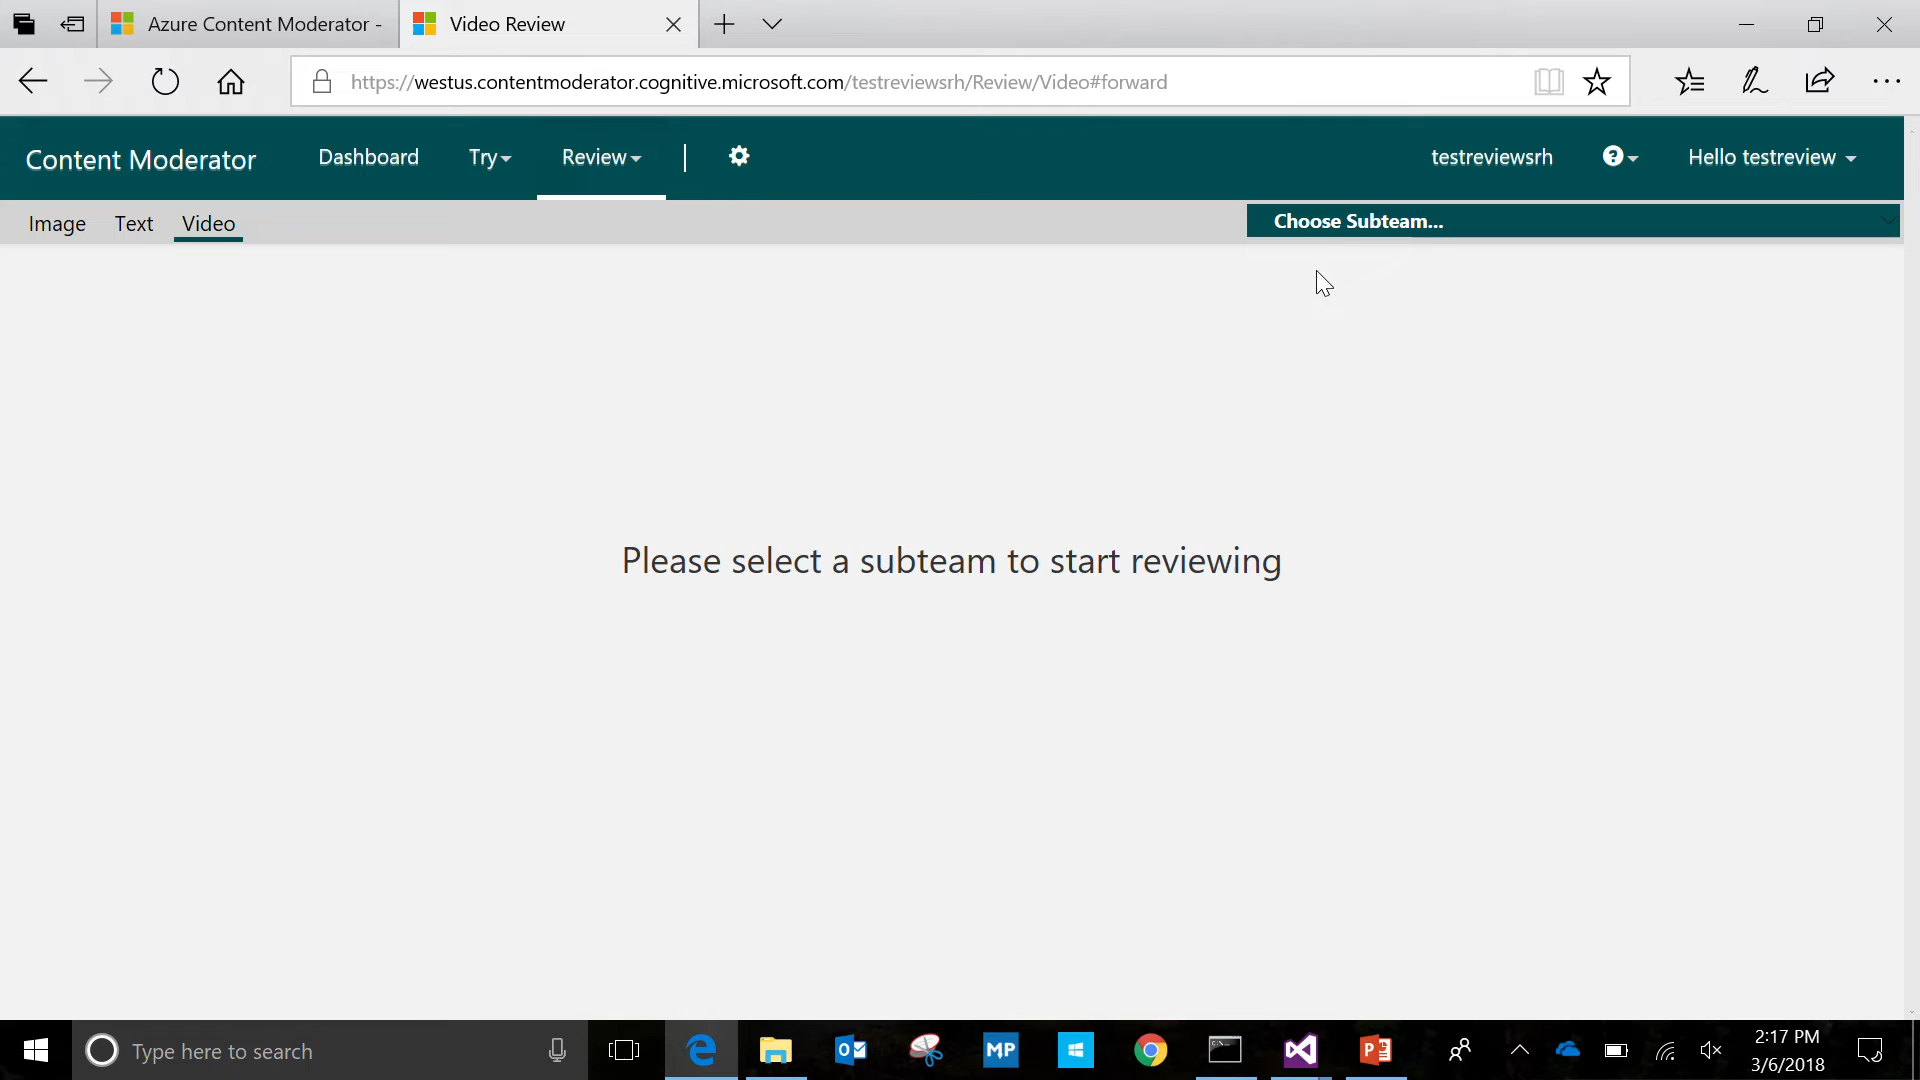 Azure Content Moderator -
Video Review
https://westus.contentmoderator.cognitive.microsoft.com/testreviewsrh/Review/Video#forward
Content Moderator
Dashboard
Try
Review
testreviewsrh
?
Hello testreview
Image
Text
Video
Choose Subteam...
Please select a subteam to start reviewing
Type here to search
MP
2:17 PM
3/6/2018